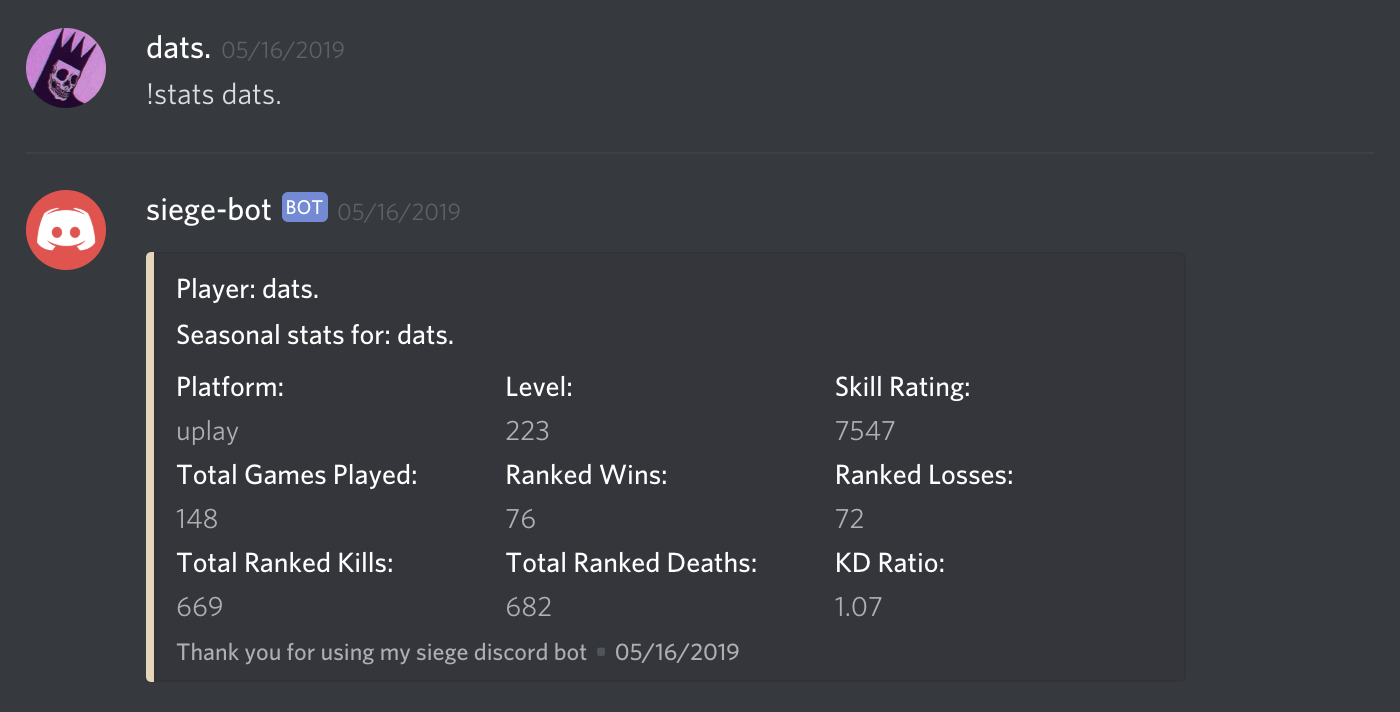 dats. 05/16/2019
!stats dats.
siege-bot BOT 05/16/2019
Player: dats.
Seasonal stats for: dats.
Platform: Level: Skill Rating:
uplay 223 7547
Total Games Played: Ranked Wins: Ranked Losses:
148 76 72
Total Ranked Kills: Total Ranked Deaths: KD Ratio:
669 682 1.07
Thank you for using my siege discord bot ▪ 05/16/2019